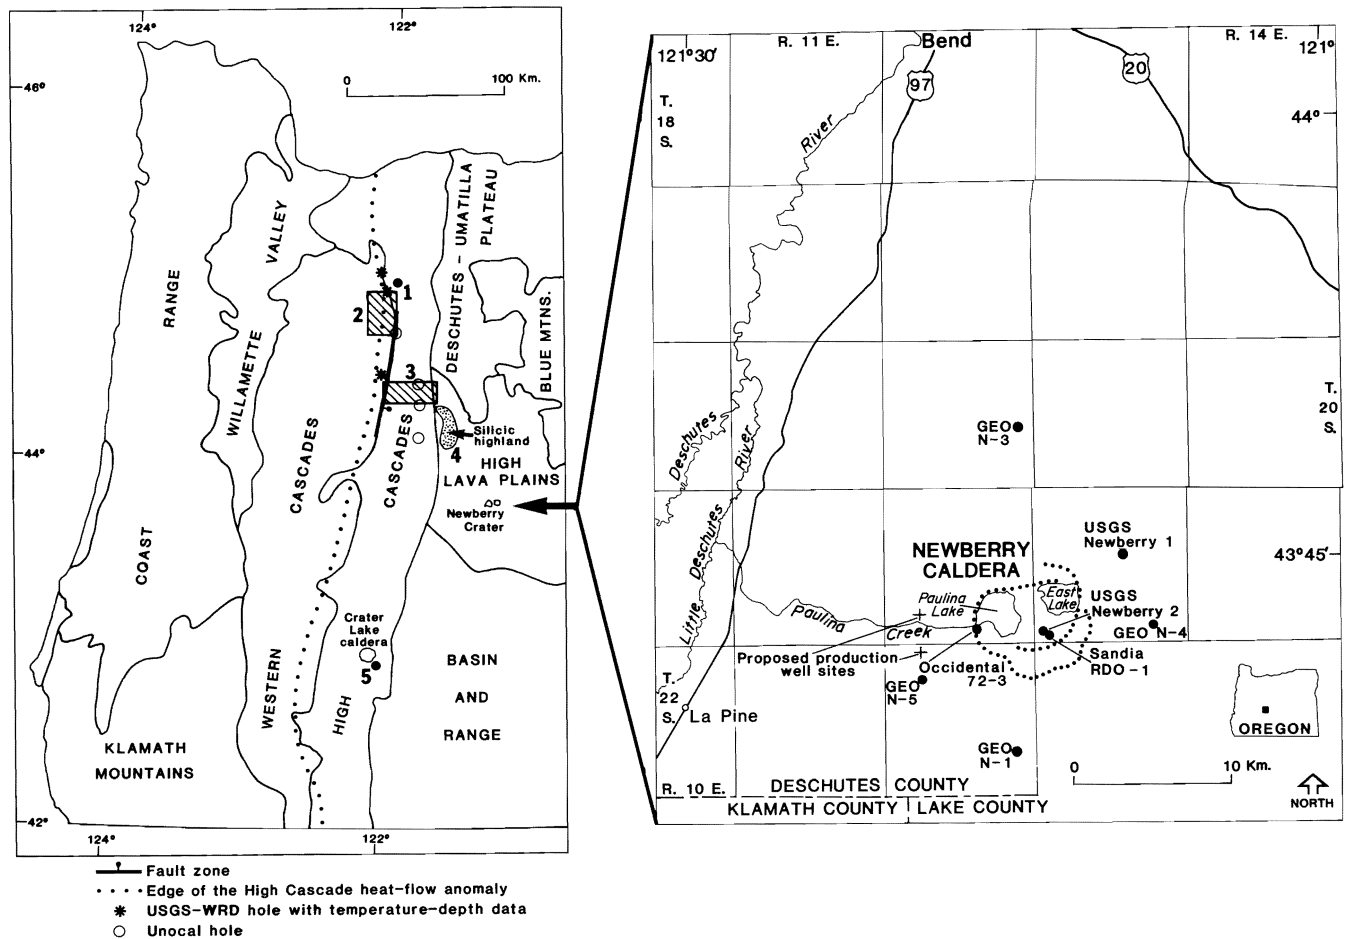 124°
122°
46°
0
100 Km.
RANGE
VALLEY
WILLAMETTE
DESCHUTES - UMATILLA
PLATEAU
BLUE MTNS.
1
2
3
CASCADES
CASCADES
Silicic
highland
4
44°
HIGH
LAVA PLAINS
Newberry
Crater
COAST
Crater
Lake
caldera
5
WESTERN
HIGH
BASIN
AND
RANGE
KLAMATH
MOUNTAINS
42°
124°
122°
Fault zone
Edge of the High Cascade heat-flow anomaly
USGS-WRD hole with temperature-depth data
Unocal hole
121° 30'
R. 11 E.
Bend
R. 14 E.
121°
97
20
T.
18
S.
44°
River
T.
20
S.
GEO
N-3
Deschutes
River
Little Deschutes
USGS
Newberry 1
43°45'
NEWBERRY
CALDERA
Paulina
Lake
East
Lake
USGS
Newberry 2
Paulina
Creek
GEO N-4
Proposed production
well sites
Sandia
RDO-1
Occidental
72-3
GEO
N-5
T.
22
S.
La Pine
OREGON
GEO
N-1
0
10 Km.
R. 10 E.
DESCHUTES COUNTY
NORTH
KLAMATH COUNTY
LAKE COUNTY